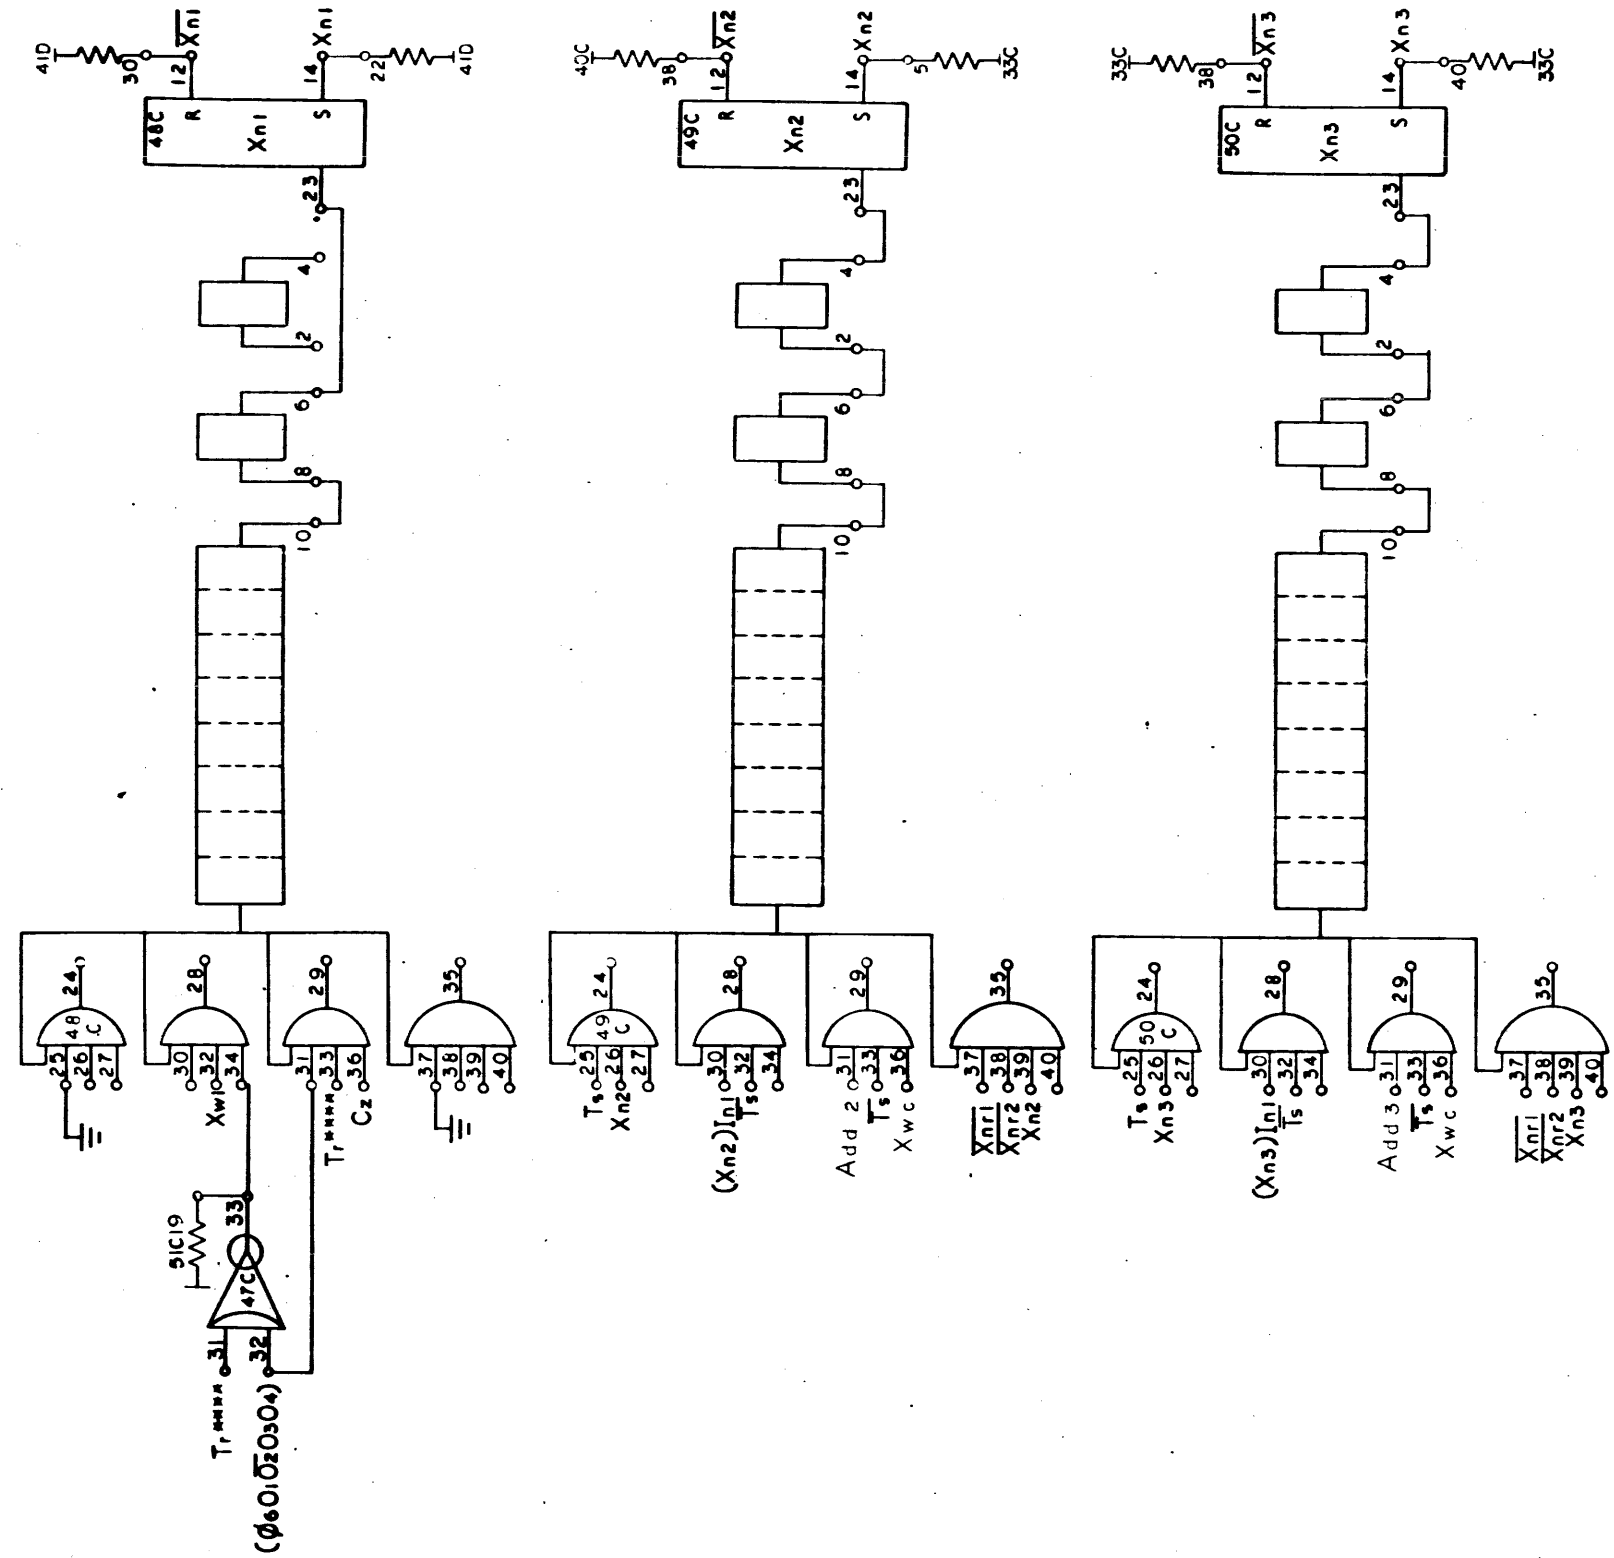 41D
30
X̅n1
12
Xn1
14
22
41D
48C
R
S
Xn1
23
4
2
6
8
10
24
28
29
35
48
C
25
26
27
30
32
34
31
33
36
37
38
39
40
Xw1
Tr****
Cz
51C19
33
47C
31
32
Tr****
(Ø6O1O̅2O3O4)
40C
38
X̅n2
12
Xn2
14
5
33C
49C
R
S
Xn2
23
4
2
6
8
10
24
28
29
35
49
C
25
26
27
30
32
34
31
33
36
37
38
39
40
Ts
Xn2
(Xn2)In1
T̅s
Add 2
T̅s
Xwc
X̅nr1
X̅nr2
Xn2
33C
38
X̅n3
12
Xn3
14
40
33C
50C
R
S
Xn3
23
4
2
6
8
10
24
28
29
35
50
C
25
26
27
30
32
34
31
33
36
37
38
39
40
Ts
Xn3
(Xn3)In1
T̅s
Add 3
T̅s
Xwc
X̅nr1
X̅nr2
Xn3